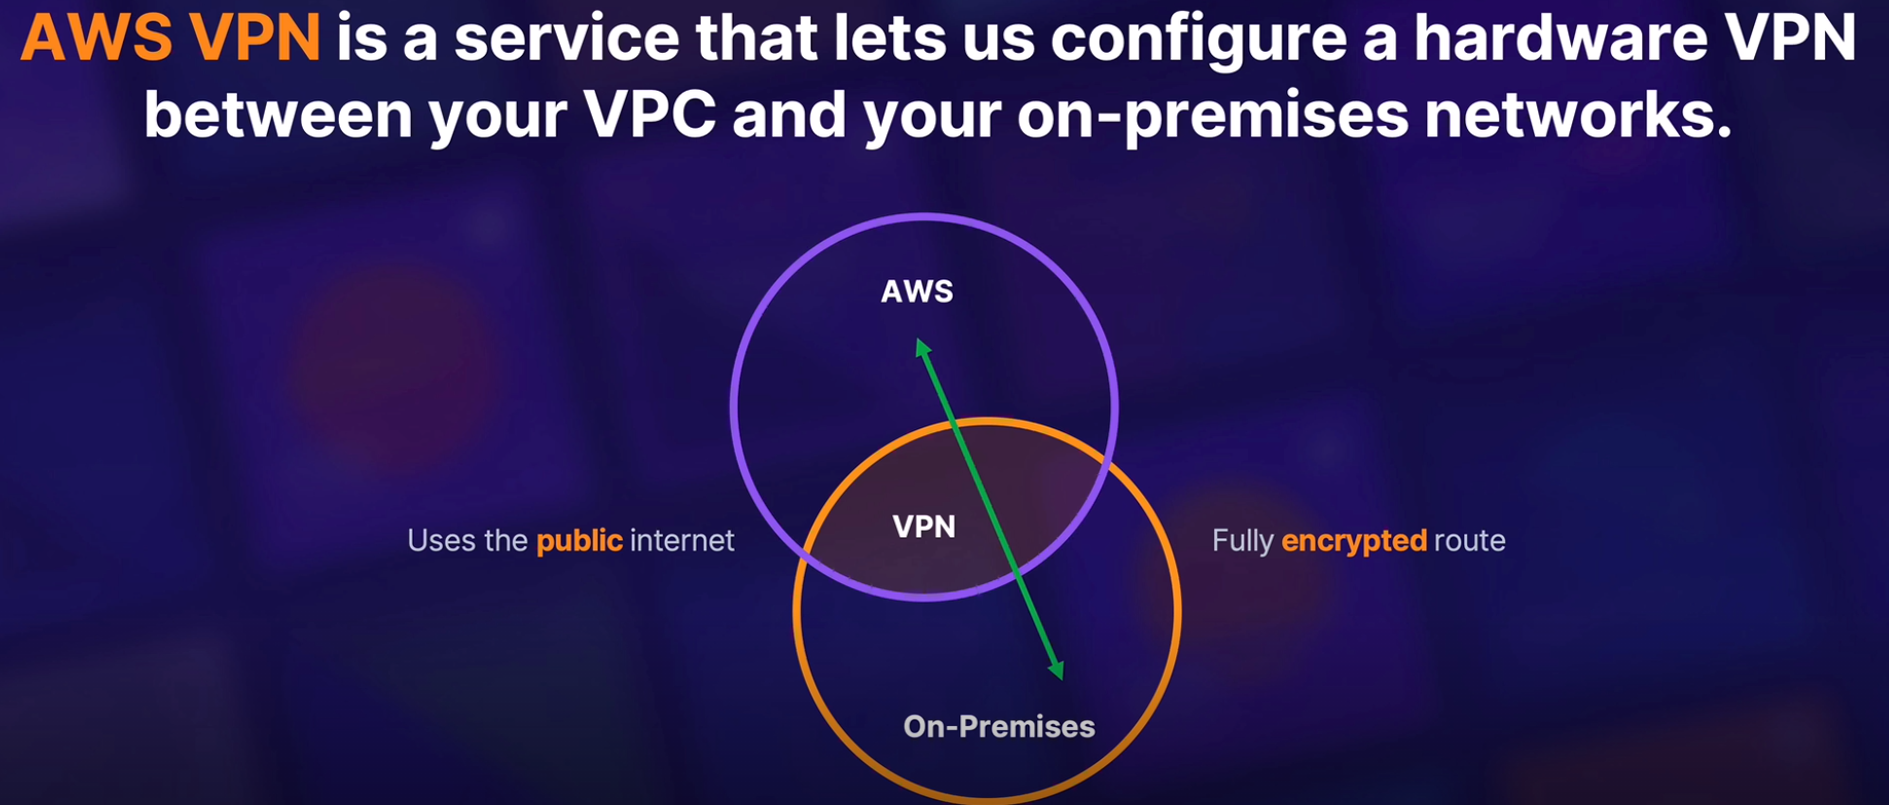 AWS VPN is a service that lets us configure a hardware VPN
between your VPC and your on-premises networks.
AWS
VPN
Uses the public internet
Fully encrypted route
On-Premises